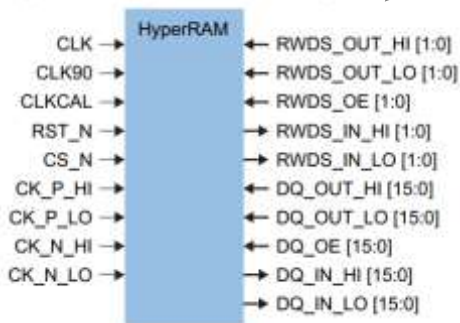 HyperRAM
CLK
CLK90
CLKCAL
RST_N
CS_N
CK_P_HI
CK_P_LO
CK_N_HI
CK_N_LO
RWDS_OUT_HI [1:0]
RWDS_OUT_LO [1:0]
RWDS_OE [1:0]
RWDS_IN_HI [1:0]
RWDS_IN_LO [1:0]
DQ_OUT_HI [15:0]
DQ_OUT_LO [15:0]
DQ_OE [15:0]
DQ_IN_HI [15:0]
DQ_IN_LO [15:0]